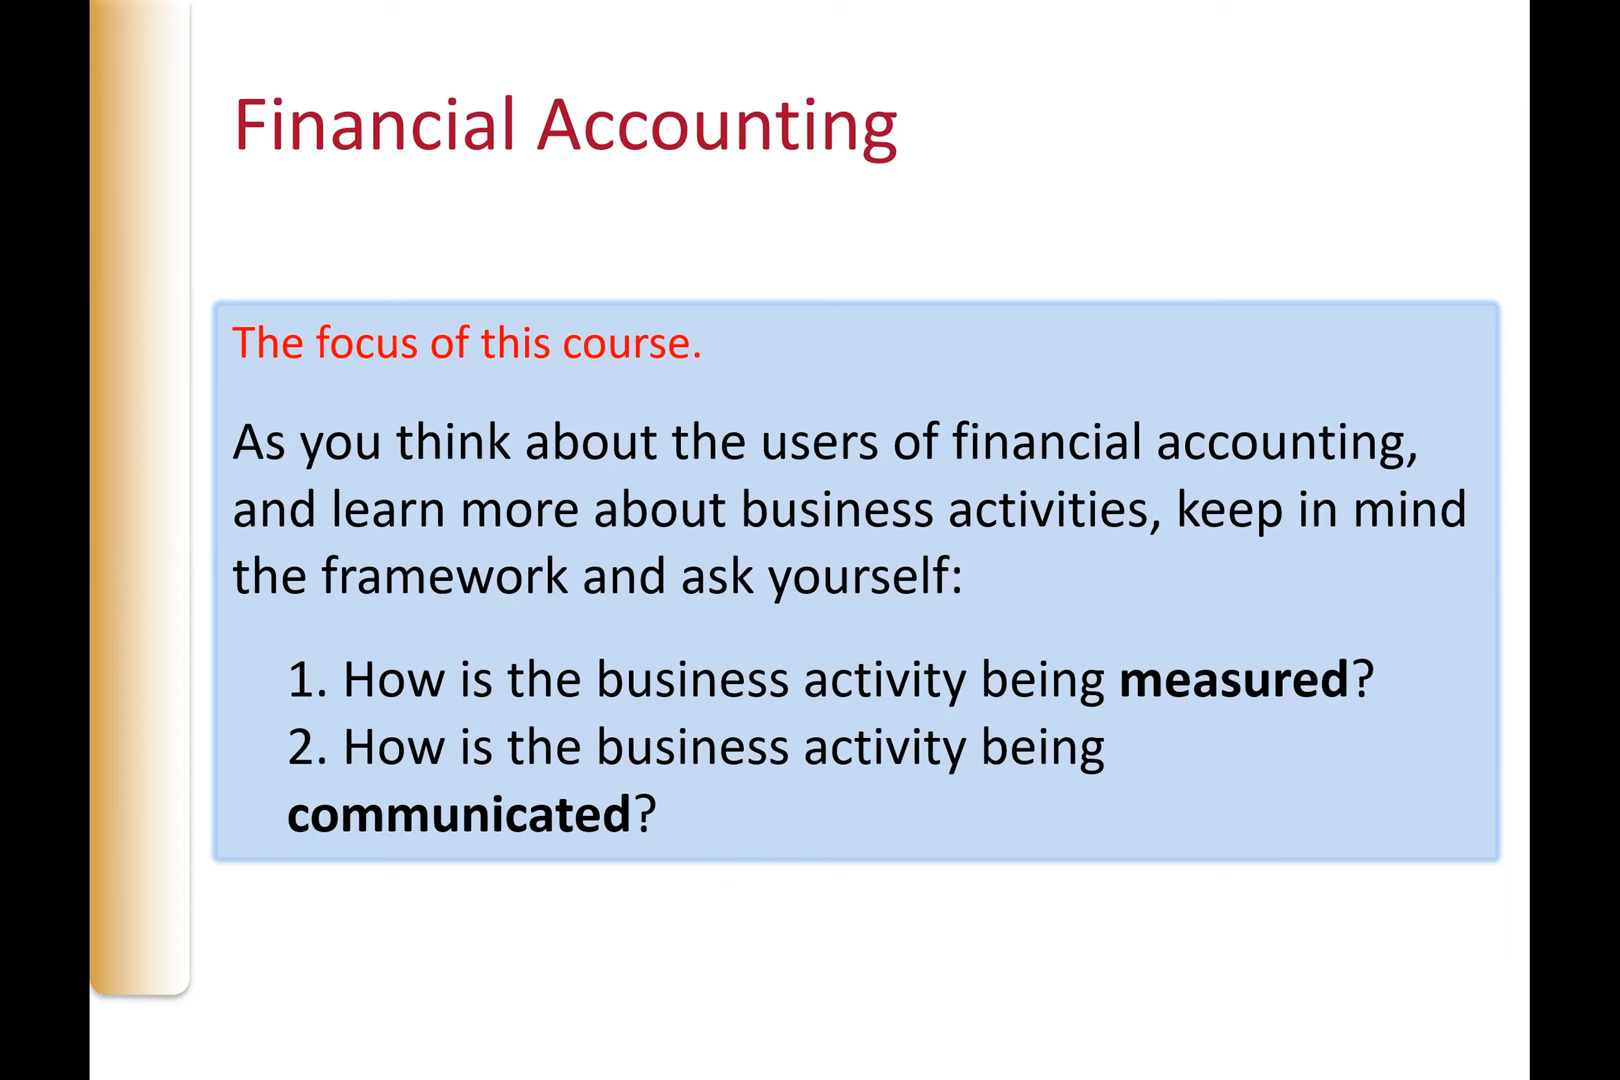 Financial Accounting
The focus of this course.
As you think about the users of financial accounting,
and learn more about business activities, keep in mind
the framework and ask yourself:
1. How is the business activity being measured?
2. How is the business activity being
communicated?